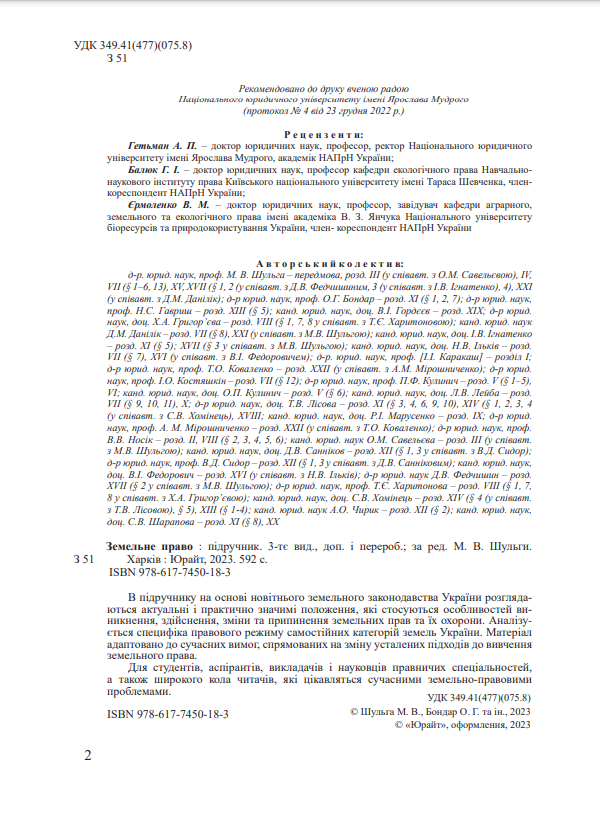 УДК 349.41(477)(075.8)
З 51
Рекомендовано до друку вченою радою
Національного юридичного університету імені Ярослава Мудрого
(протокол № 4 від 23 грудня 2022 р.)
Рецензенти:
Гетьман А. П. – доктор юридичних наук, професор, ректор Національного юридичного
університету імені Ярослава Мудрого, академік НАПрН України;
Балюк Г. І. – доктор юридичних наук, професор кафедри екологічного права Навчально-
наукового інституту права Київського національного університету імені Тараса Шевченка, член-
кореспондент НАПрН України;
Єрмоленко В. М. – доктор юридичних наук, професор, завідувач кафедри аграрного,
земельного та екологічного права імені академіка В. З. Янчука Національного університету
біоресурсів та природокористування України, член- кореспондент НАПрН України
Авторський колектив:
д-р. юрид. наук, проф. М. В. Шульга – передмова, розд. III (у співавт. з О.М. Савельєвою), IV,
VII (§ 1–6, 13), XV, XVII (§ 1, 2 (у співавт. з Д.В. Федчишиним, 3 (у співавт. з І.В. Ігнатенко), 4), XXI
(у співавт. з Д.М. Данілік); д-р юрид. наук, проф. О.Г. Бондар – розд. XI (§ 1, 2, 7); д-р юрид. наук,
проф. Н.С. Гавриш – розд. XIII (§ 5); канд. юрид. наук, доц. В.І. Гордєєв – розд. XIX; д-р юрид.
наук, доц. Х.А. Григор’єва – розд. VIII (§ 1, 7, 8 у співавт. з Т.Є. Харитоновою); канд. юрид. наук
Д.М. Данілік – розд. VII (§ 8), XXI (у співавт. з М.В. Шульгою); канд. юрид. наук, доц. І.В. Ігнатенко
– розд. XI (§ 5); XVII (§ 3 у співавт. з М.В. Шульгою); канд. юрид. наук, доц. Н.В. Ільків – розд.
VII (§ 7), XVI (у співавт. з В.І. Федоровичем); д-р. юрид. наук, проф. [І.І. Каракаш] – розділ І;
д-р юрид. наук, проф. Т.О. Коваленко – розд. XXII (у співавт. з А.М. Мірошниченко); д-р юрид.
наук, проф. І.О. Костяшкін – розд. VII (§ 12); д-р юрид. наук, проф. П.Ф. Кулинич – розд. V (§ 1–5),
VI; канд. юрид. наук, доц. О.П. Кулинич – розд. V (§ 6); канд. юрид. наук, доц. Л.В. Лейба – розд.
VII (§ 9, 10, 11), X; д-р юрид. наук, доц. Т.В. Лісова – розд. XI (§ 3, 4, 6, 9, 10), XIV (§ 1, 2, 3, 4
(у співавт. з С.В. Хомінець), XVIII; канд. юрид. наук, доц. Р.І. Марусенко – розд. IX; д-р юрид.
наук, проф. А. М. Мірошниченко – розд. XXII (у співавт. з Т.О. Коваленко); д-р юрид. наук, проф.
В.В. Носік – розд. II, VIII (§ 2, 3, 4, 5, 6); канд. юрид. наук О.М. Савельєва – розд. III (у співавт.
з М.В. Шульгою); канд. юрид. наук, доц. Д.В. Санніков – розд. XII (§ 1, 3 у співавт. з В.Д. Сидор);
д-р юрид. наук, проф. В.Д. Сидор – розд. XII (§ 1, 3 у співавт. з Д.В. Санніковим); канд. юрид. наук,
доц. В.І. Федорович – розд. XVI (у співавт. з Н.В. Ільків); д-р юрид. наук Д.В. Федчишин – розд.
XVII (§ 2 у співавт. з М.В. Шульгою); д-р юрид. наук, проф. Т.Є. Харитонова – розд. VIII (§ 1, 7,
8 у співавт. з Х.А. Григор’євою); канд. юрид. наук, доц. С.В. Хомінець – розд. XIV (§ 4 (у співавт.
з Т.В. Лісовою), § 5), XIII (§ 1-4); канд. юрид. наук А.О. Чирик – розд. XII (§ 2); канд. юрид. наук,
доц. С.В. Шарапова – розд. XI (§ 8), XX
Земельне право : підручник. 3-тє вид., доп. і перероб.; за ред. М. В. Шульги.
З 51 Харків : Юрайт, 2023. 592 с.
ISBN 978-617-7450-18-3
В підручнику на основі новітнього земельного законодавства України розгляда-
ються актуальні і практично значимі положення, які стосуються особливостей ви-
никнення, здійснення, зміни та припинення земельних прав та їх охорони. Аналізу-
ється специфіка правового режиму самостійних категорій земель України. Матеріал
адаптовано до сучасних вимог, спрямованих на зміну усталених підходів до вивчення
земельного права.
Для студентів, аспірантів, викладачів і науковців правничих спеціальностей,
а також широкого кола читачів, які цікавляться сучасними земельно-правовими
проблемами.
УДК 349.41(477)(075.8)
ISBN 978-617-7450-18-3
© Шульга М. В., Бондар О. Г. та ін., 2023
© «Юрайт», оформлення, 2023
2